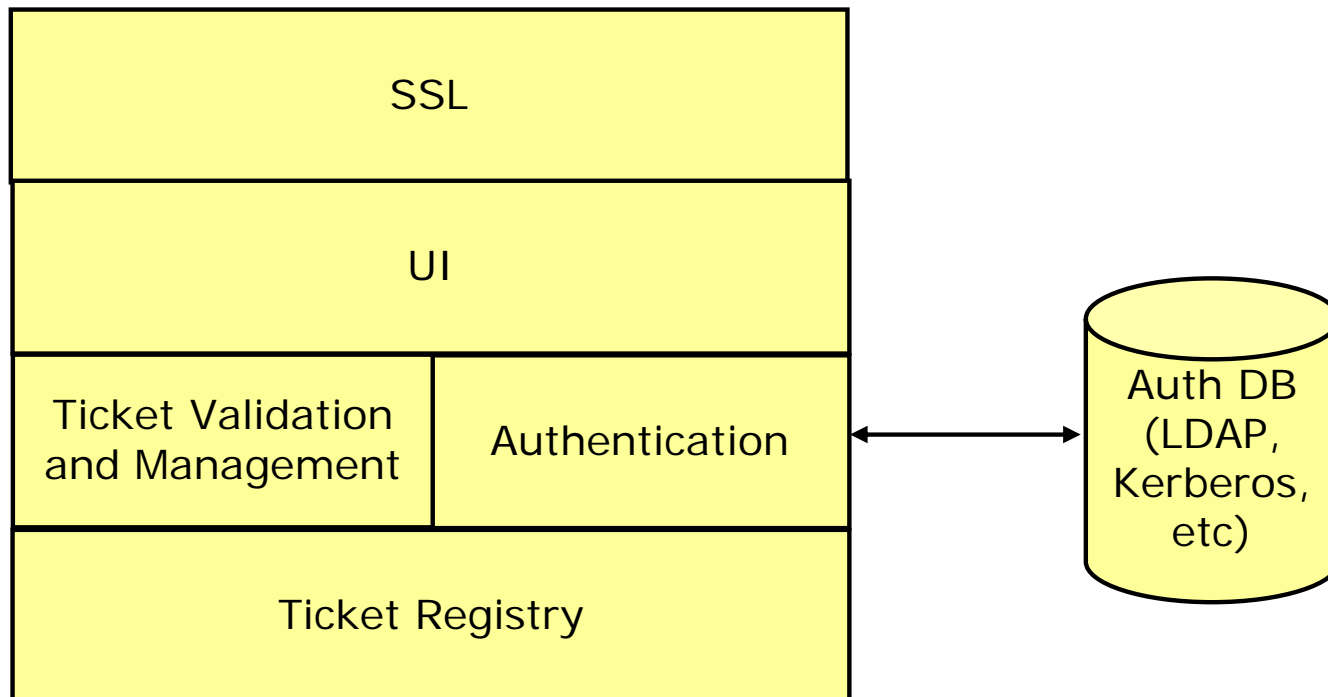 SSL
UI
Ticket Validation
and Management
Authentication
Auth DB
(LDAP,
Kerberos,
etc)
Ticket Registry